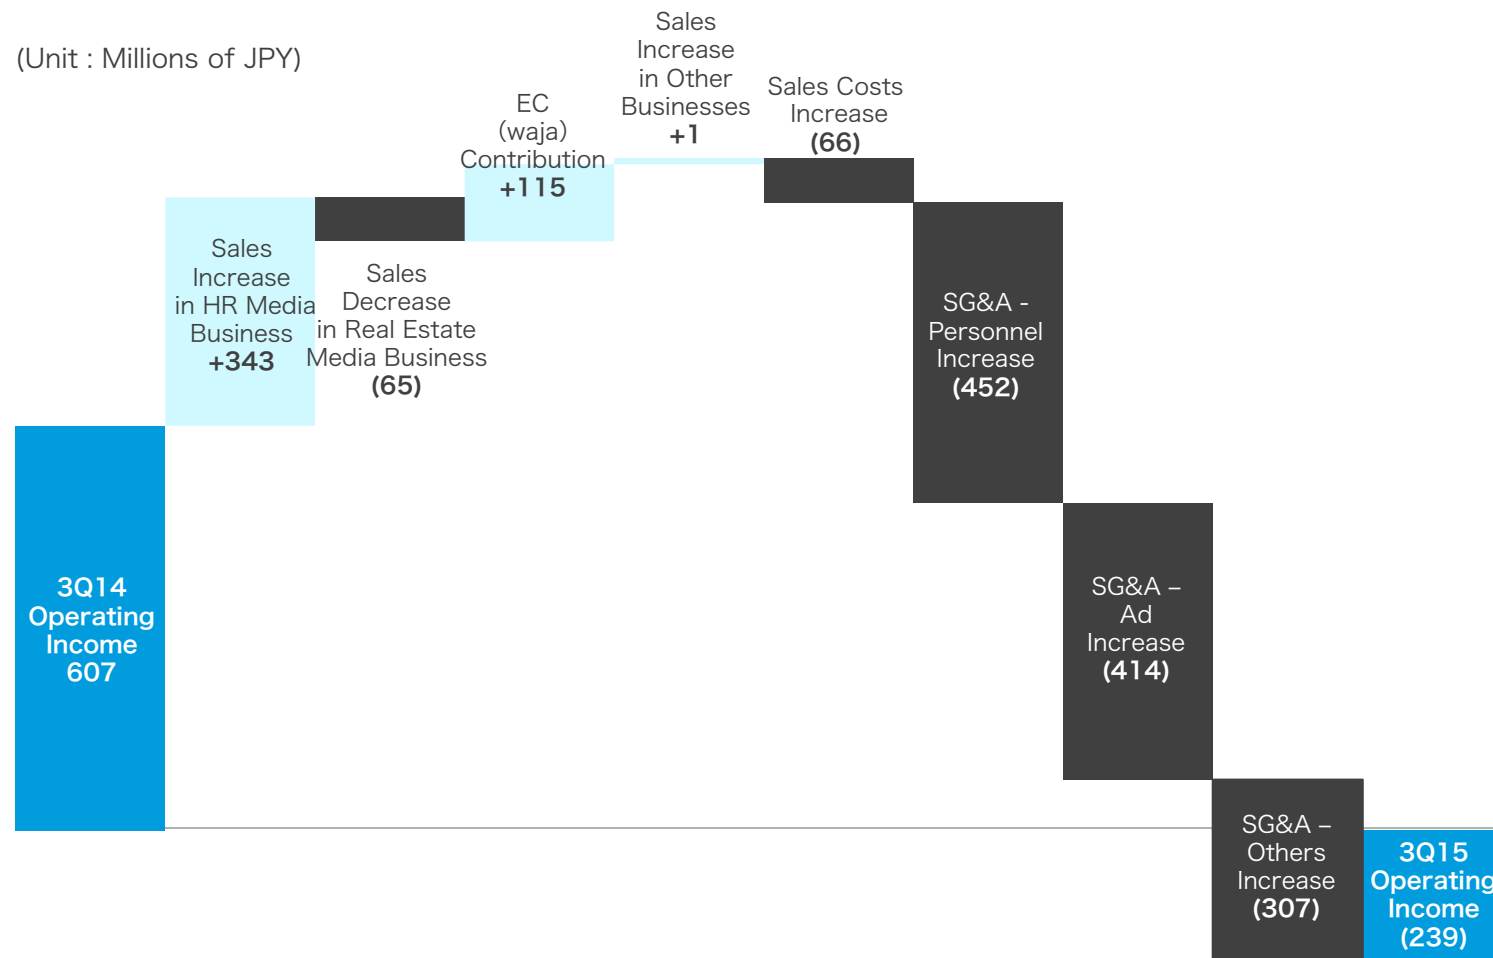 (Unit : Millions of JPY)
3Q14
Operating
Income
607
Sales
Increase
in HR Media
Business
+343
Sales
Decrease
in Real Estate
Media Business
(65)
EC
(waja)
Contribution
+115
Sales
Increase
in Other
Businesses
+1
Sales Costs
Increase
(66)
SG&A -
Personnel
Increase
(452)
SG&A –
Ad
Increase
(414)
SG&A –
Others
Increase
(307)
3Q15
Operating
Income
(239)